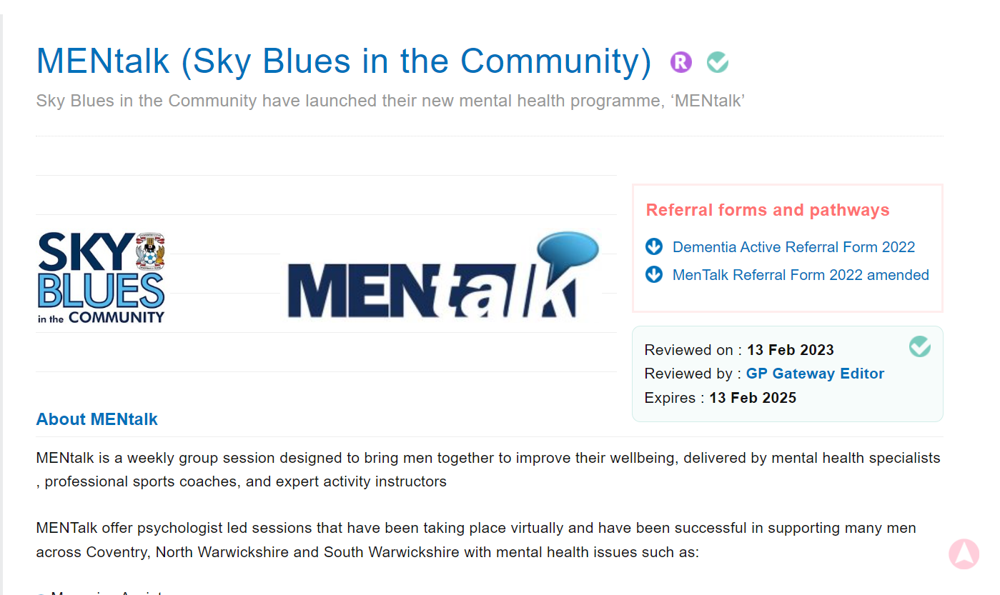 MENtalk (Sky Blues in the Community) R
Sky Blues in the Community have launched their new mental health programme, ‘MENtalk’
SKY
BLUES
in the COMMUNITY
MENtalk
Referral forms and pathways
Dementia Active Referral Form 2022
MenTalk Referral Form 2022 amended
Reviewed on : 13 Feb 2023
Reviewed by : GP Gateway Editor
Expires : 13 Feb 2025
About MENtalk
MENtalk is a weekly group session designed to bring men together to improve their wellbeing, delivered by mental health specialists
, professional sports coaches, and expert activity instructors
MENTalk offer psychologist led sessions that have been taking place virtually and have been successful in supporting many men
across Coventry, North Warwickshire and South Warwickshire with mental health issues such as: